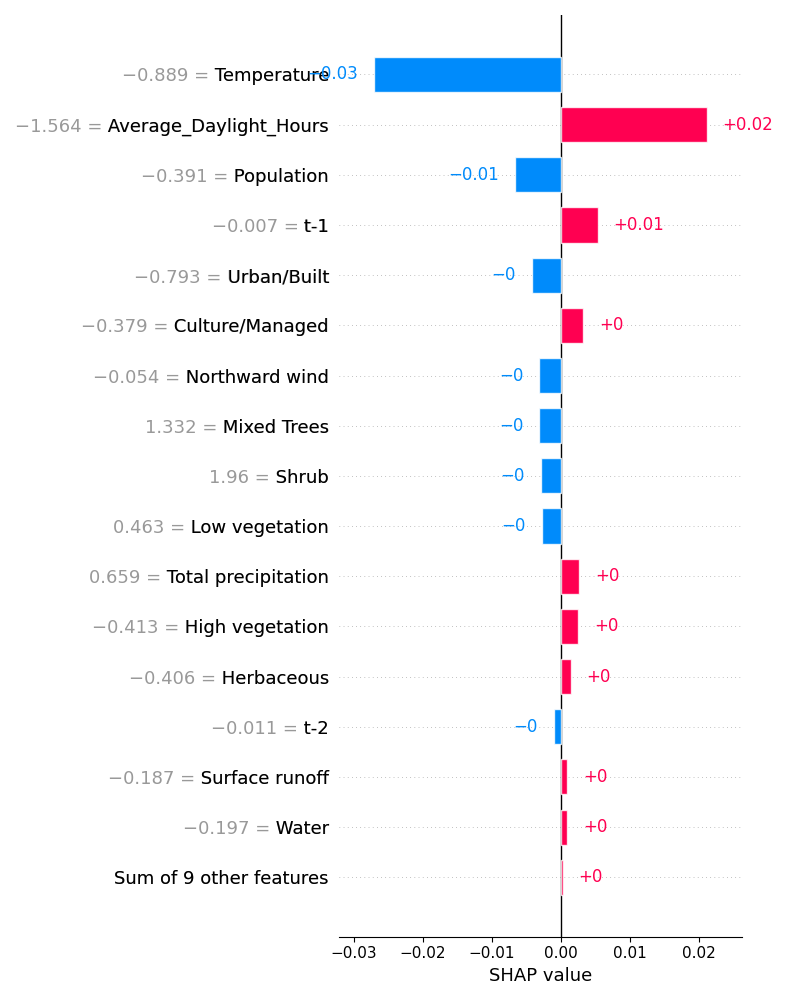 −0.889 = Temperature −0.03
−1.564 = Average_Daylight_Hours +0.02
−0.391 = Population −0.01
−0.007 = t-1 +0.01
−0.793 = Urban/Built −0
−0.379 = Culture/Managed +0
−0.054 = Northward wind −0
1.332 = Mixed Trees −0
1.96 = Shrub −0
0.463 = Low vegetation −0
0.659 = Total precipitation +0
−0.413 = High vegetation +0
−0.406 = Herbaceous +0
−0.011 = t-2 −0
−0.187 = Surface runoff +0
−0.197 = Water +0
Sum of 9 other features +0
−0.03 −0.02 −0.01 0.00 0.01 0.02
SHAP value